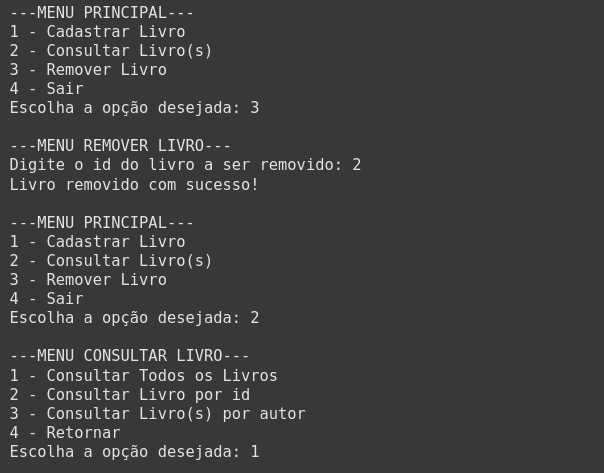 ---MENU PRINCIPAL---
1 - Cadastrar Livro
2 - Consultar Livro(s)
3 - Remover Livro
4 - Sair
Escolha a opção desejada: 3

---MENU REMOVER LIVRO---
Digite o id do livro a ser removido: 2
Livro removido com sucesso!

---MENU PRINCIPAL---
1 - Cadastrar Livro
2 - Consultar Livro(s)
3 - Remover Livro
4 - Sair
Escolha a opção desejada: 2

---MENU CONSULTAR LIVRO---
1 - Consultar Todos os Livros
2 - Consultar Livro por id
3 - Consultar Livro(s) por autor
4 - Retornar
Escolha a opção desejada: 1